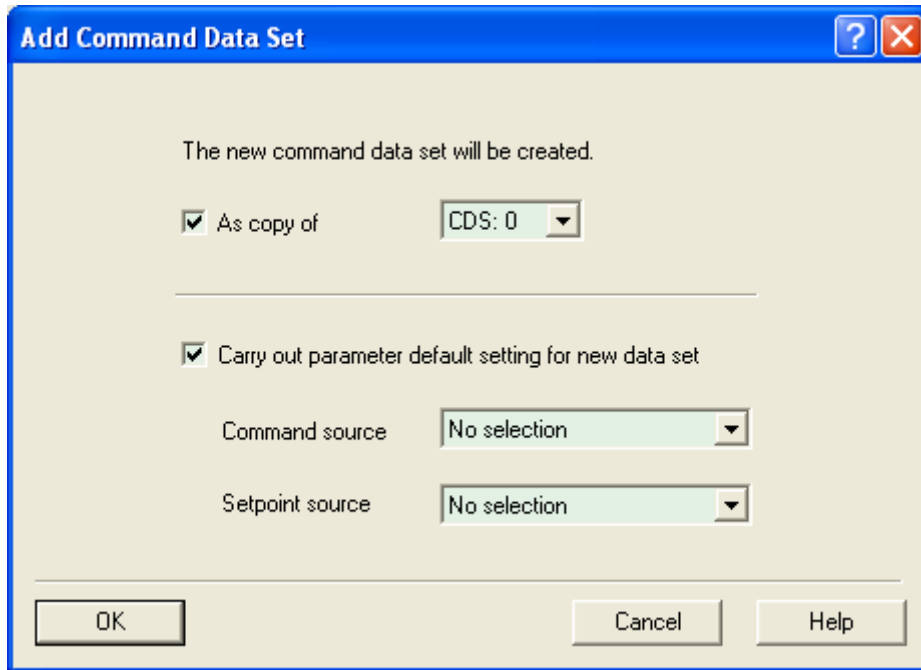 Add Command Data Set
?
The new command data set will be created.
As copy of CDS: 0
Carry out parameter default setting for new data set
Command source No selection
Setpoint source No selection
OK Cancel Help